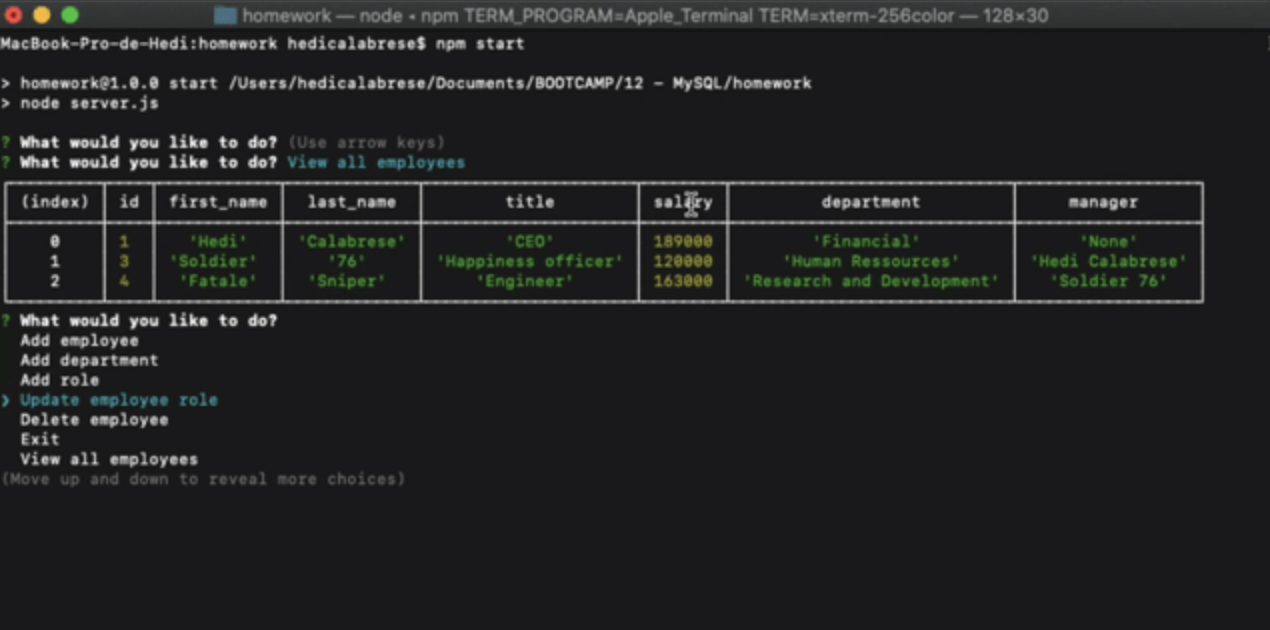 homework — node • npm TERM_PROGRAM=Apple_Terminal TERM=xterm-256color — 128×30
MacBook-Pro-de-Hedi:homework hedicalabrese$ npm start
> homework@1.0.0 start /Users/hedicalabrese/Documents/BOOTCAMP/12 - MySQL/homework
> node server.js
? What would you like to do? (Use arrow keys)
? What would you like to do? View all employees
(index) id first_name last_name title salary department manager
0 1 'Hedi' 'Calabrese' 'CEO' 189000 'Financial' 'None'
1 3 'Soldier' '76' 'Happiness officer' 120000 'Human Ressources' 'Hedi Calabrese'
2 4 'Fatale' 'Sniper' 'Engineer' 163000 'Research and Development' 'Soldier 76'
? What would you like to do?
Add employee
Add department
Add role
❯ Update employee role
Delete employee
Exit
View all employees
(Move up and down to reveal more choices)